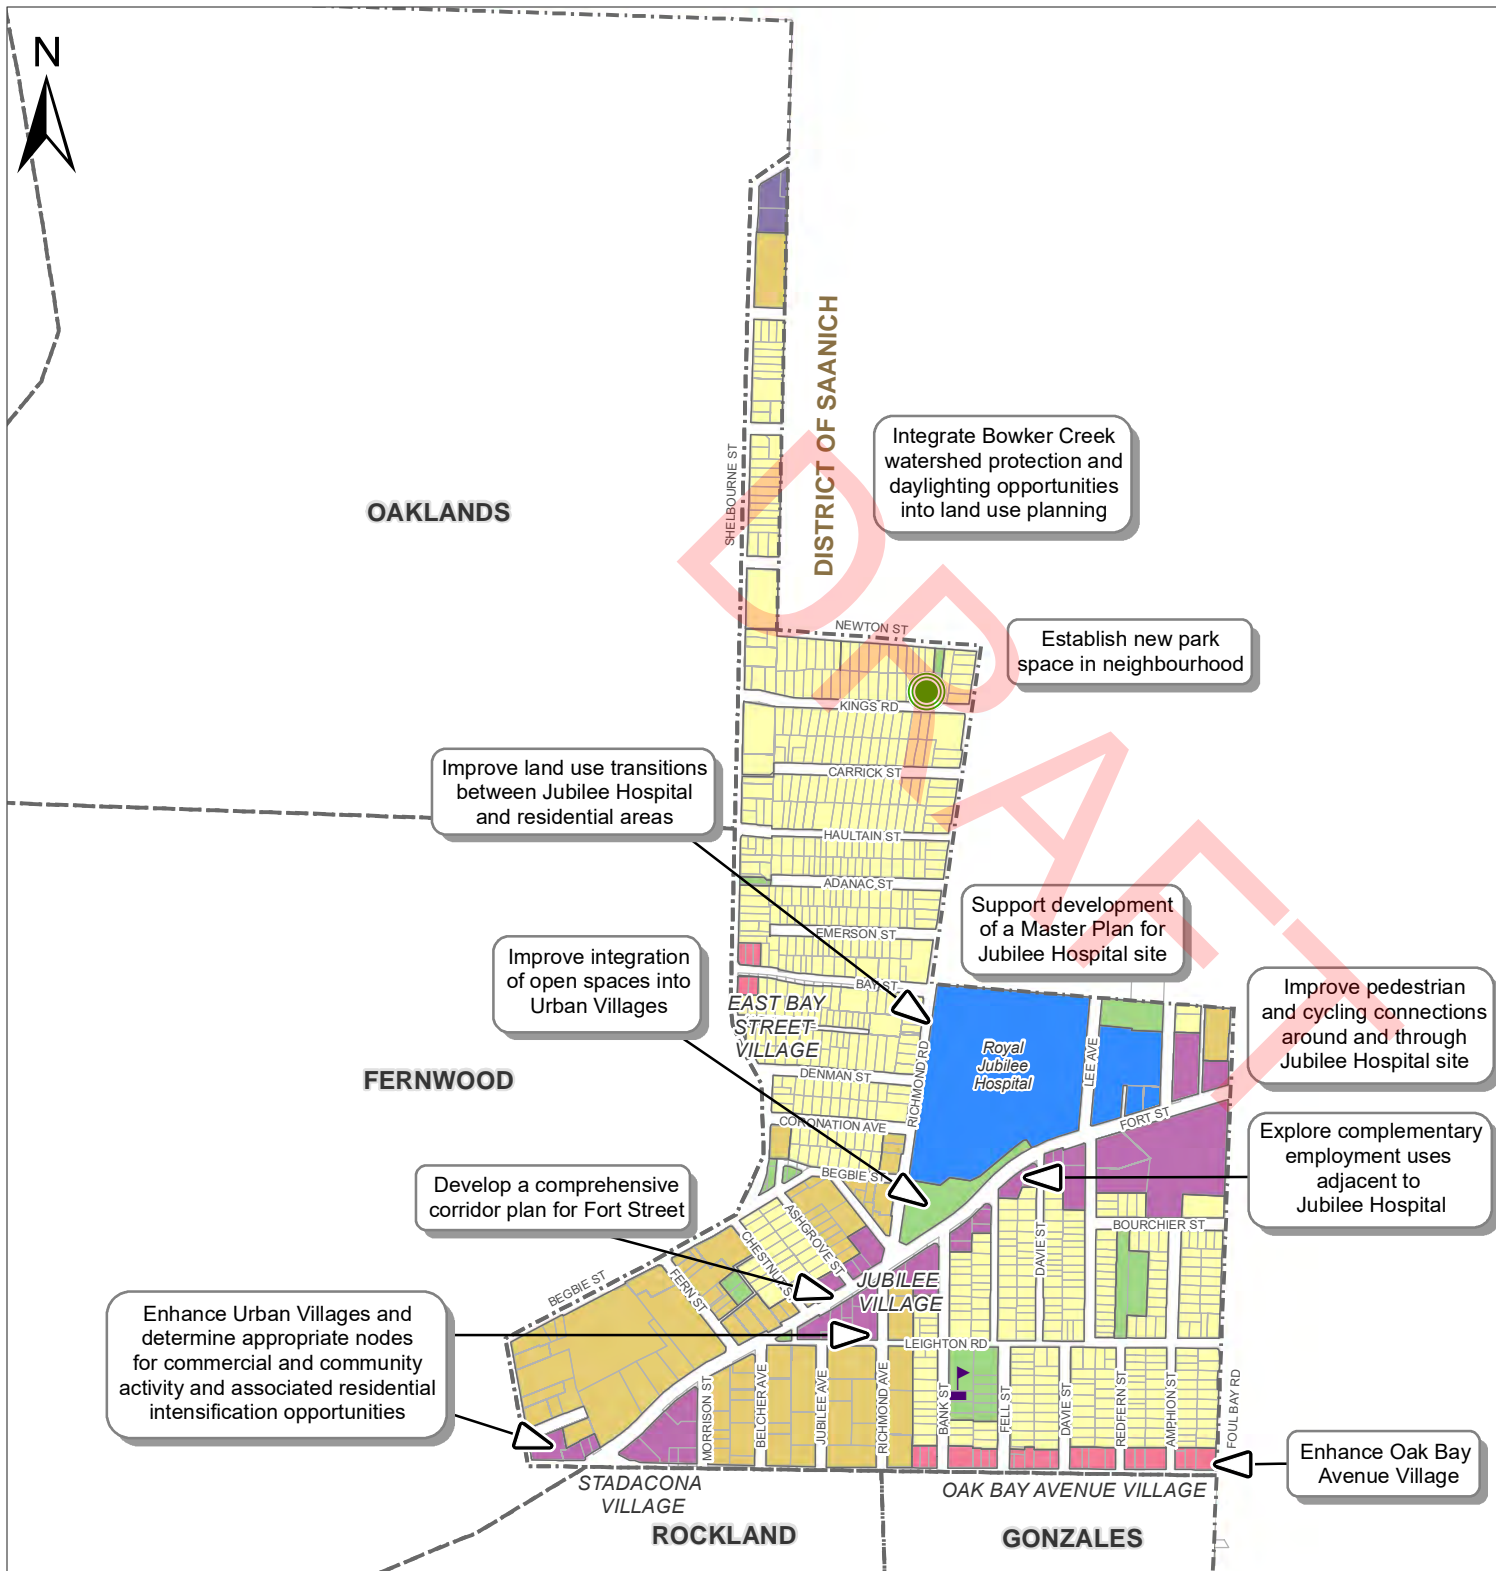 N
DISTRICT OF SAANICH
SHELBOURNE ST
OAKLANDS
Integrate Bowker Creek
watershed protection and
daylighting opportunities
into land use planning
DRAFT
NEWTON ST
Establish new park
space in neighbourhood
KINGS RD
Improve land use transitions
between Jubilee Hospital
and residential areas
CARRICK ST
HAULTAIN ST
ADANAC ST
EMERSON ST
Support development
of a Master Plan for
Jubilee Hospital site
Improve integration
of open spaces into
Urban Villages
BAY ST
EAST BAY
STREET
VILLAGE
Improve pedestrian
and cycling connections
around and through
Jubilee Hospital site
Royal
Jubilee
Hospital
LEE AVE
RICHMOND RD
FERNWOOD
DENMAN ST
CORONATION AVE
FORT ST
Explore complementary
employment uses
adjacent to
Jubilee Hospital
BEGBIE ST
Develop a comprehensive
corridor plan for Fort Street
ASHGROVE ST
CHESTNUT ST
DAVIE ST
BOURCHIER ST
FERN ST
BEGBIE ST
JUBILEE
VILLAGE
Enhance Urban Villages and
determine appropriate nodes
for commercial and community
activity and associated residential
intensification opportunities
LEIGHTON RD
MORRISON ST
BELCHER AVE
JUBILEE AVE
RICHMOND AVE
BANK ST
FELL ST
DAVIE ST
REDFERN ST
AMPHION ST
FOUL BAY RD
Enhance Oak Bay
Avenue Village
STADACONA
VILLAGE
OAK BAY AVENUE VILLAGE
ROCKLAND
GONZALES